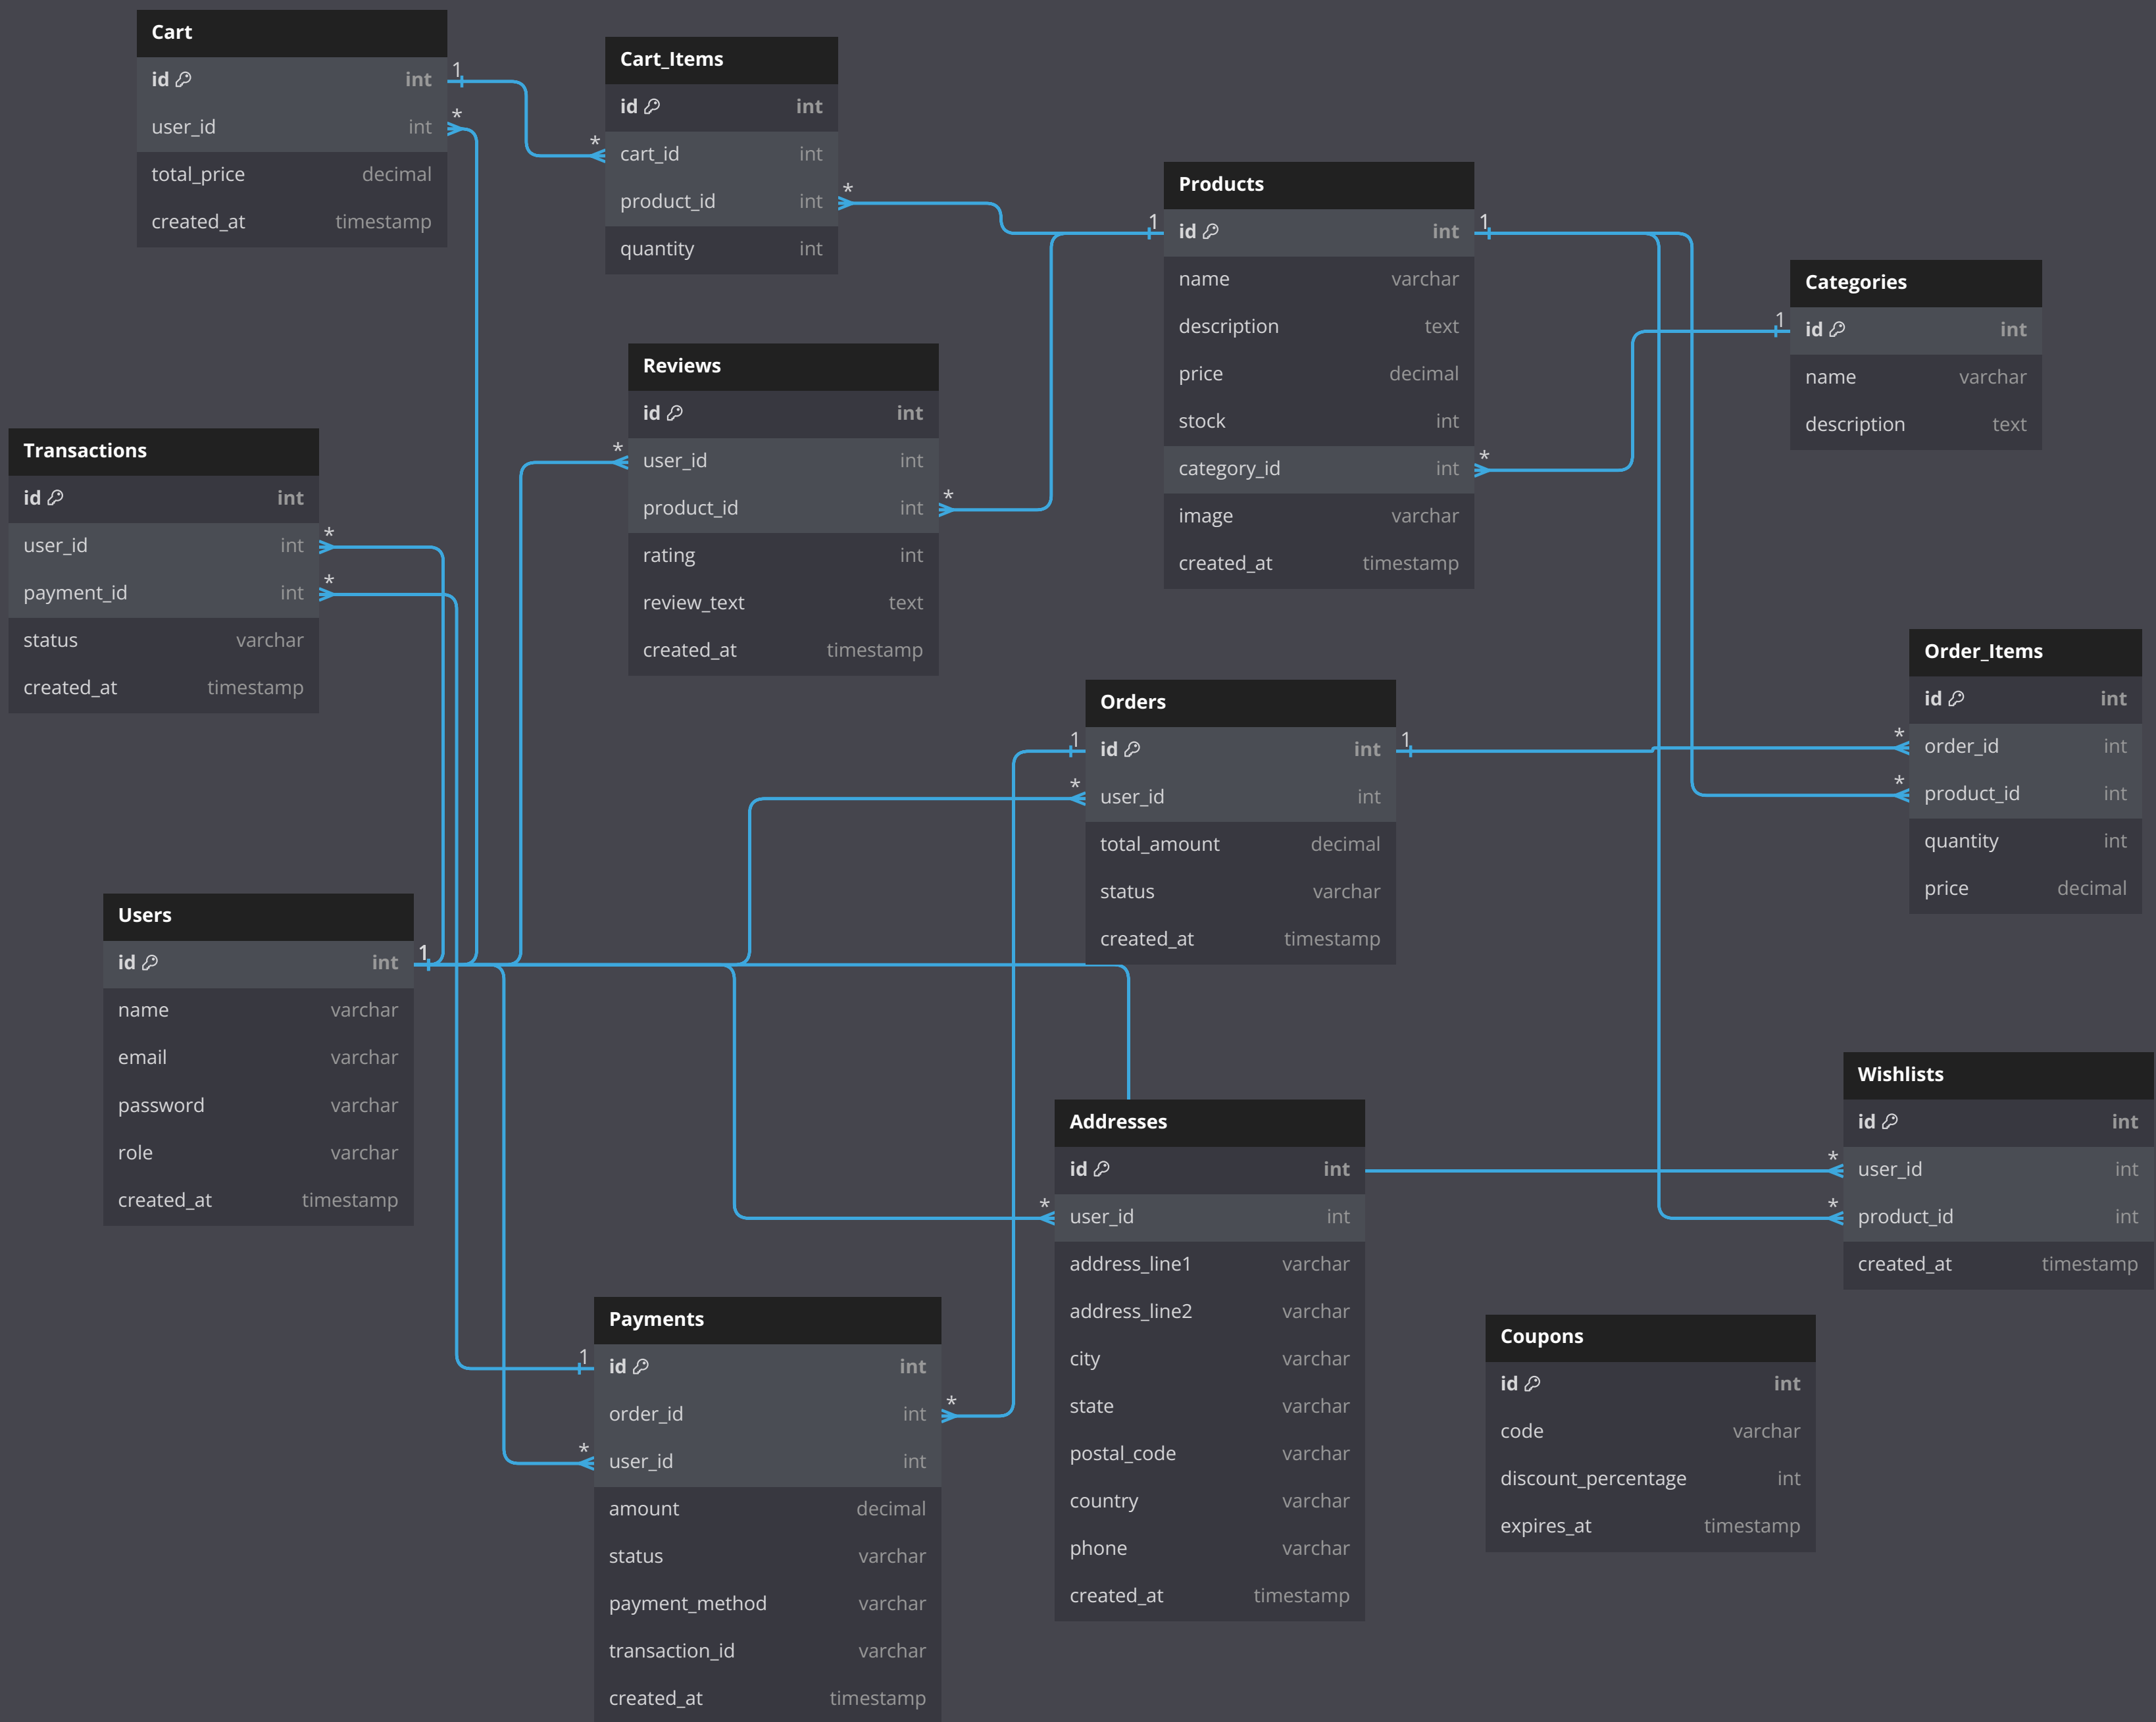 Cart
id int
user_id int
total_price decimal
created_at timestamp
1
*
Cart_Items
id int
cart_id int
product_id int
quantity int
*
*
Products
id int
name varchar
description text
price decimal
stock int
category_id int
image varchar
created_at timestamp
1
1
*
Categories
id int
name varchar
description text
1
Reviews
id int
user_id int
product_id int
rating int
review_text text
created_at timestamp
*
*
Transactions
id int
user_id int
payment_id int
status varchar
created_at timestamp
*
*
Order_Items
id int
order_id int
product_id int
quantity int
price decimal
*
*
Orders
id int
user_id int
total_amount decimal
status varchar
created_at timestamp
1
1
*
Users
id int
name varchar
email varchar
password varchar
role varchar
created_at timestamp
1
Wishlists
id int
user_id int
product_id int
created_at timestamp
*
*
Addresses
id int
user_id int
address_line1 varchar
address_line2 varchar
city varchar
state varchar
postal_code varchar
country varchar
phone varchar
created_at timestamp
*
Payments
id int
order_id int
user_id int
amount decimal
status varchar
payment_method varchar
transaction_id varchar
created_at timestamp
1
*
*
Coupons
id int
code varchar
discount_percentage int
expires_at timestamp